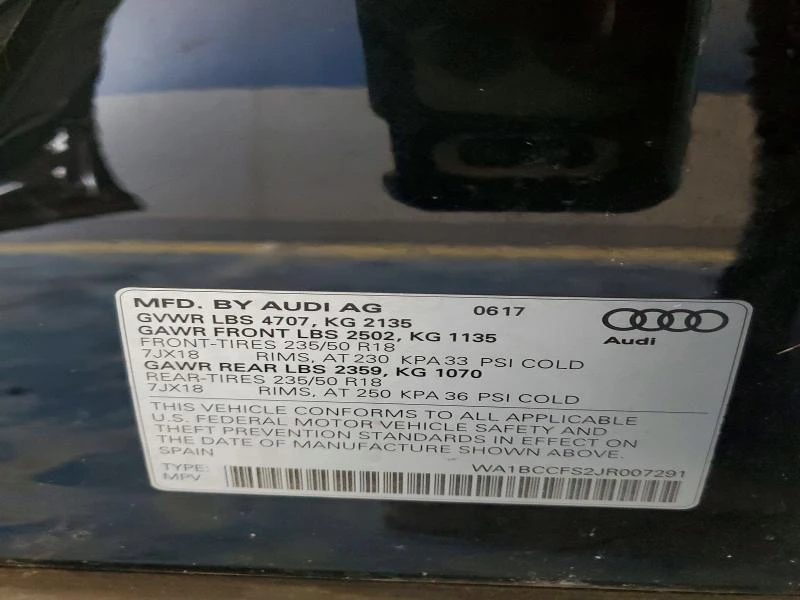 MFD. BY AUDI AG 0617
GVWR LBS 4707, KG 2135
GAWR FRONT LBS 2502, KG 1135
FRONT-TIRES 235/50 R18
7JX18 RIMS, AT 230 KPA 33 PSI COLD
GAWR REAR LBS 2359, KG 1070
REAR-TIRES 235/50 R18
7JX18 RIMS, AT 250 KPA 36 PSI COLD
Audi
THIS VEHICLE CONFORMS TO ALL APPLICABLE
U.S. FEDERAL MOTOR VEHICLE SAFETY AND
THEFT PREVENTION STANDARDS IN EFFECT ON
THE DATE OF MANUFACTURE SHOWN ABOVE.
SPAIN
TYPE: WA1BCCFS2JR007291
MPV